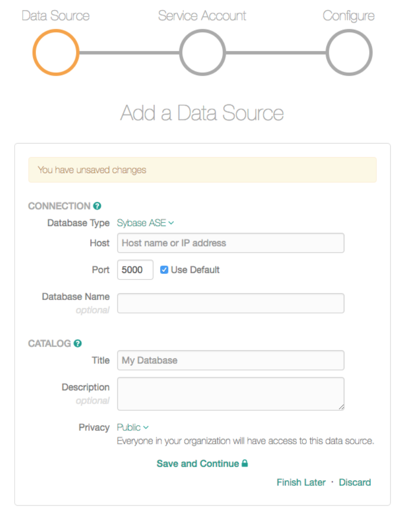 Data Source
Service Account
Configure
Add a Data Source
You have unsaved changes
CONNECTION ?
Database Type Sybase ASE
Host Host name or IP address
Port 5000 Use Default
Database Name
optional
CATALOG ?
Title My Database
Description
optional
Privacy Public
Everyone in your organization will have access to this data source.
Save and Continue
Finish Later · Discard